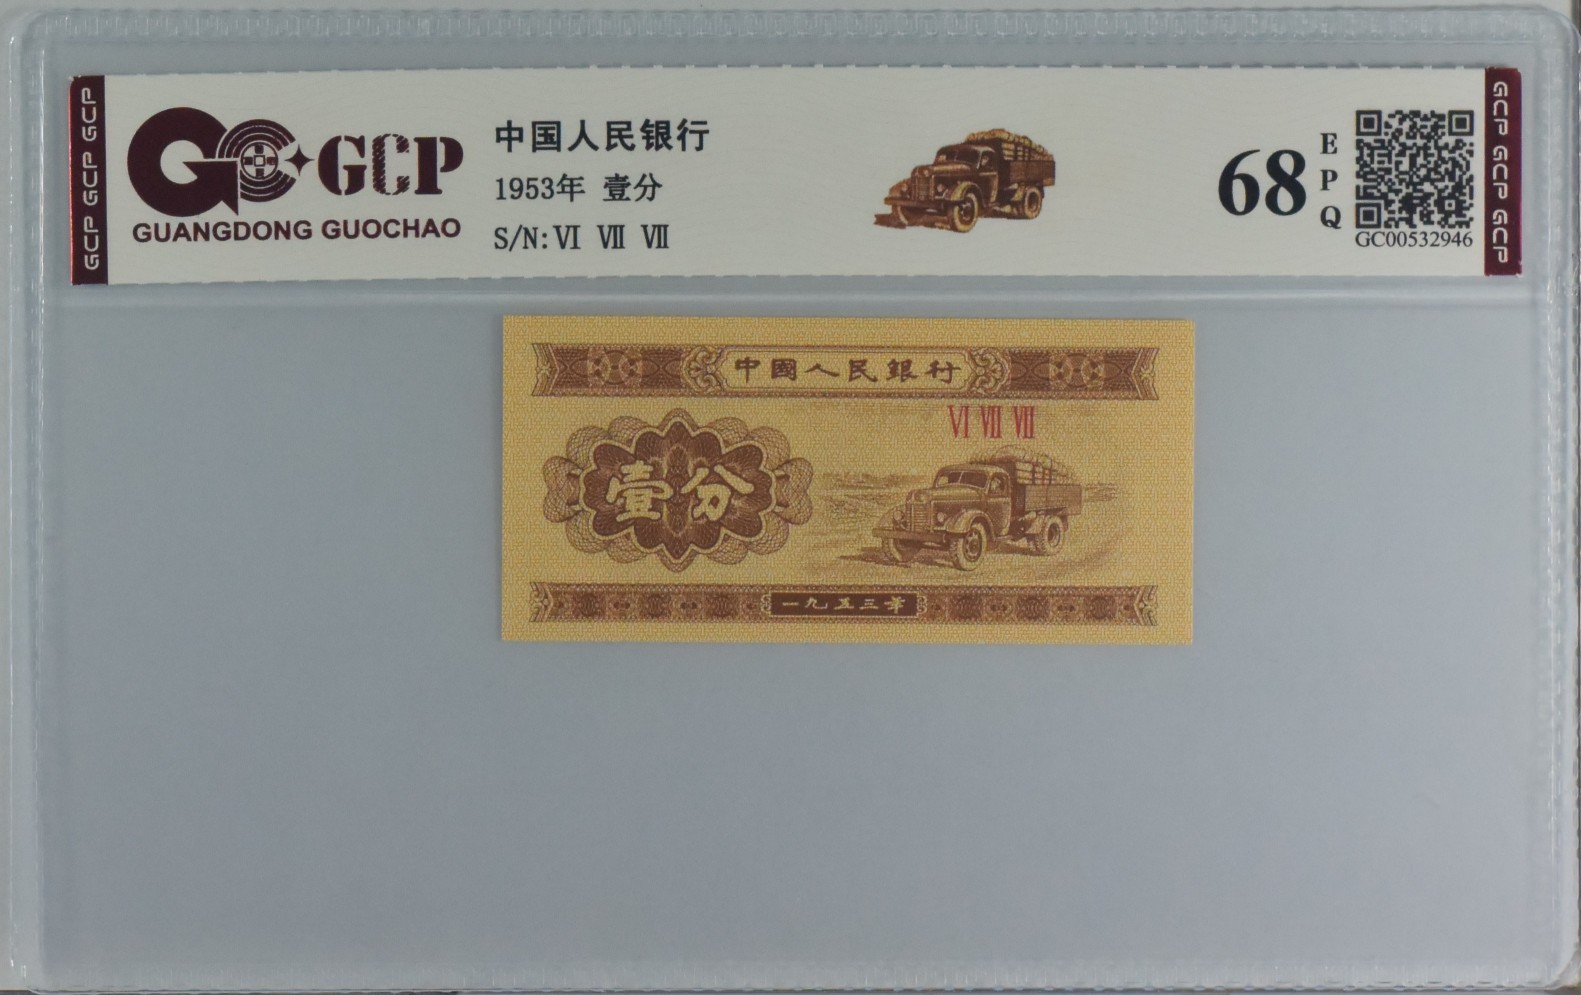 GCP GCP GCP
GCP
GUANGDONG GUOCHAO
中国人民银行
1953年 壹分
S/N:Ⅵ Ⅶ Ⅶ
68
EPQ
GC00532946
GCP GCP GCP
中國人民銀行
Ⅵ Ⅶ Ⅶ
壹分
一九五三年